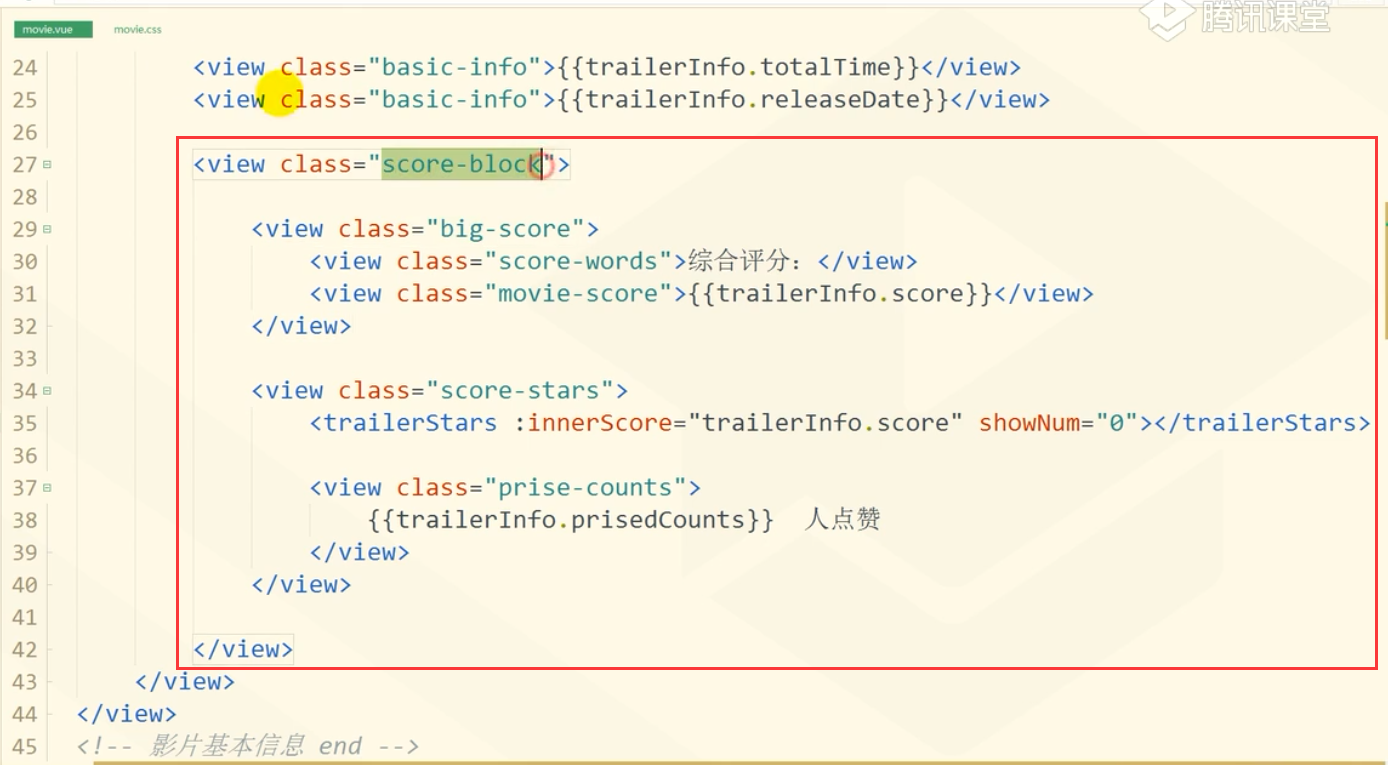 腾讯课堂
movie.vue movie.css
24 <view class="basic-info">{{trailerInfo.totalTime}}</view>
25 <view class="basic-info">{{trailerInfo.releaseDate}}</view>
26
27 <view class="score-block">
28
29 <view class="big-score">
30 <view class="score-words">综合评分：</view>
31 <view class="movie-score">{{trailerInfo.score}}</view>
32 </view>
33
34 <view class="score-stars">
35 <trailerStars :innerScore="trailerInfo.score" showNum="0"></trailerStars>
36
37 <view class="prise-counts">
38 {{trailerInfo.prisedCounts}} 人点赞
39 </view>
40 </view>
41
42 </view>
43 </view>
44 </view>
45 <!-- 影片基本信息 end -->